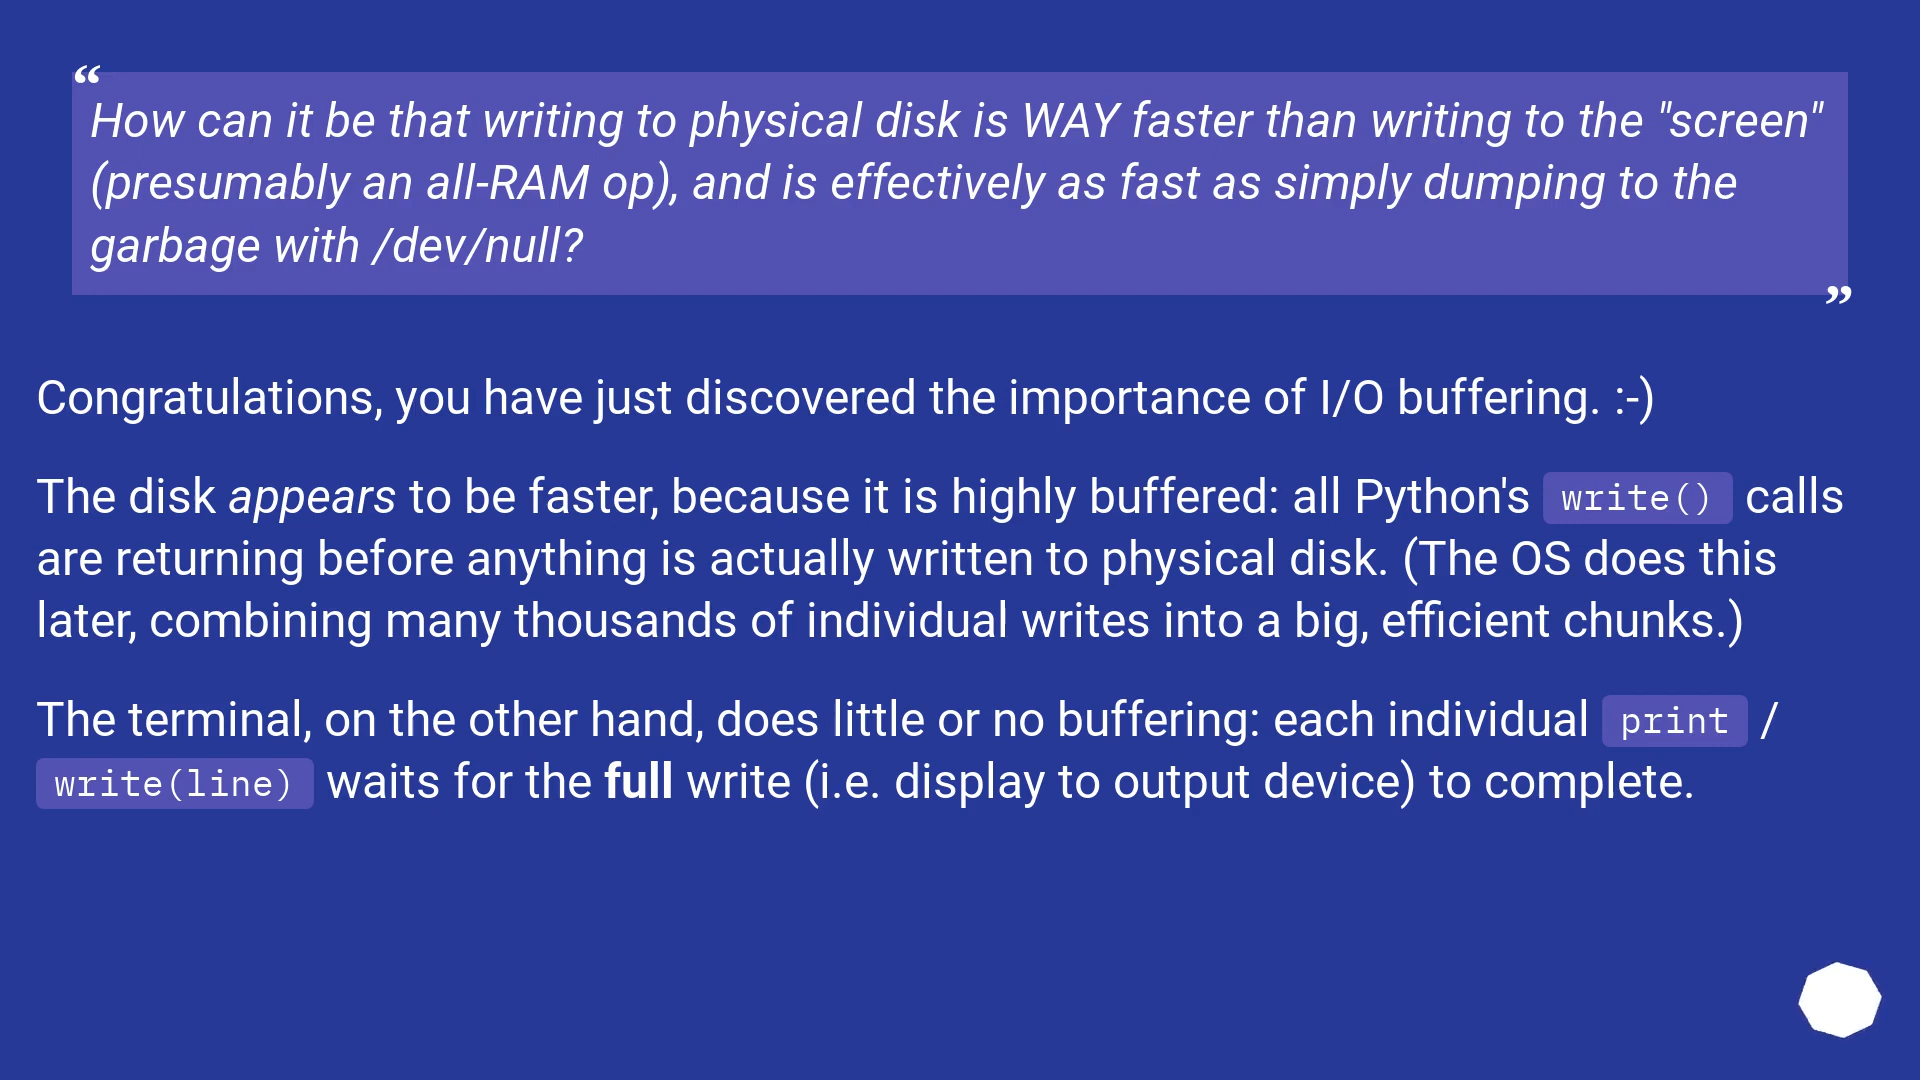 “
How can it be that writing to physical disk is WAY faster than writing to the "screen"
(presumably an all-RAM op), and is effectively as fast as simply dumping to the
garbage with /dev/null?
”
Congratulations, you have just discovered the importance of I/O buffering. :-)
The disk appears to be faster, because it is highly buffered: all Python's write() calls
are returning before anything is actually written to physical disk. (The OS does this
later, combining many thousands of individual writes into a big, efficient chunks.)
The terminal, on the other hand, does little or no buffering: each individual print /
write(line) waits for the full write (i.e. display to output device) to complete.